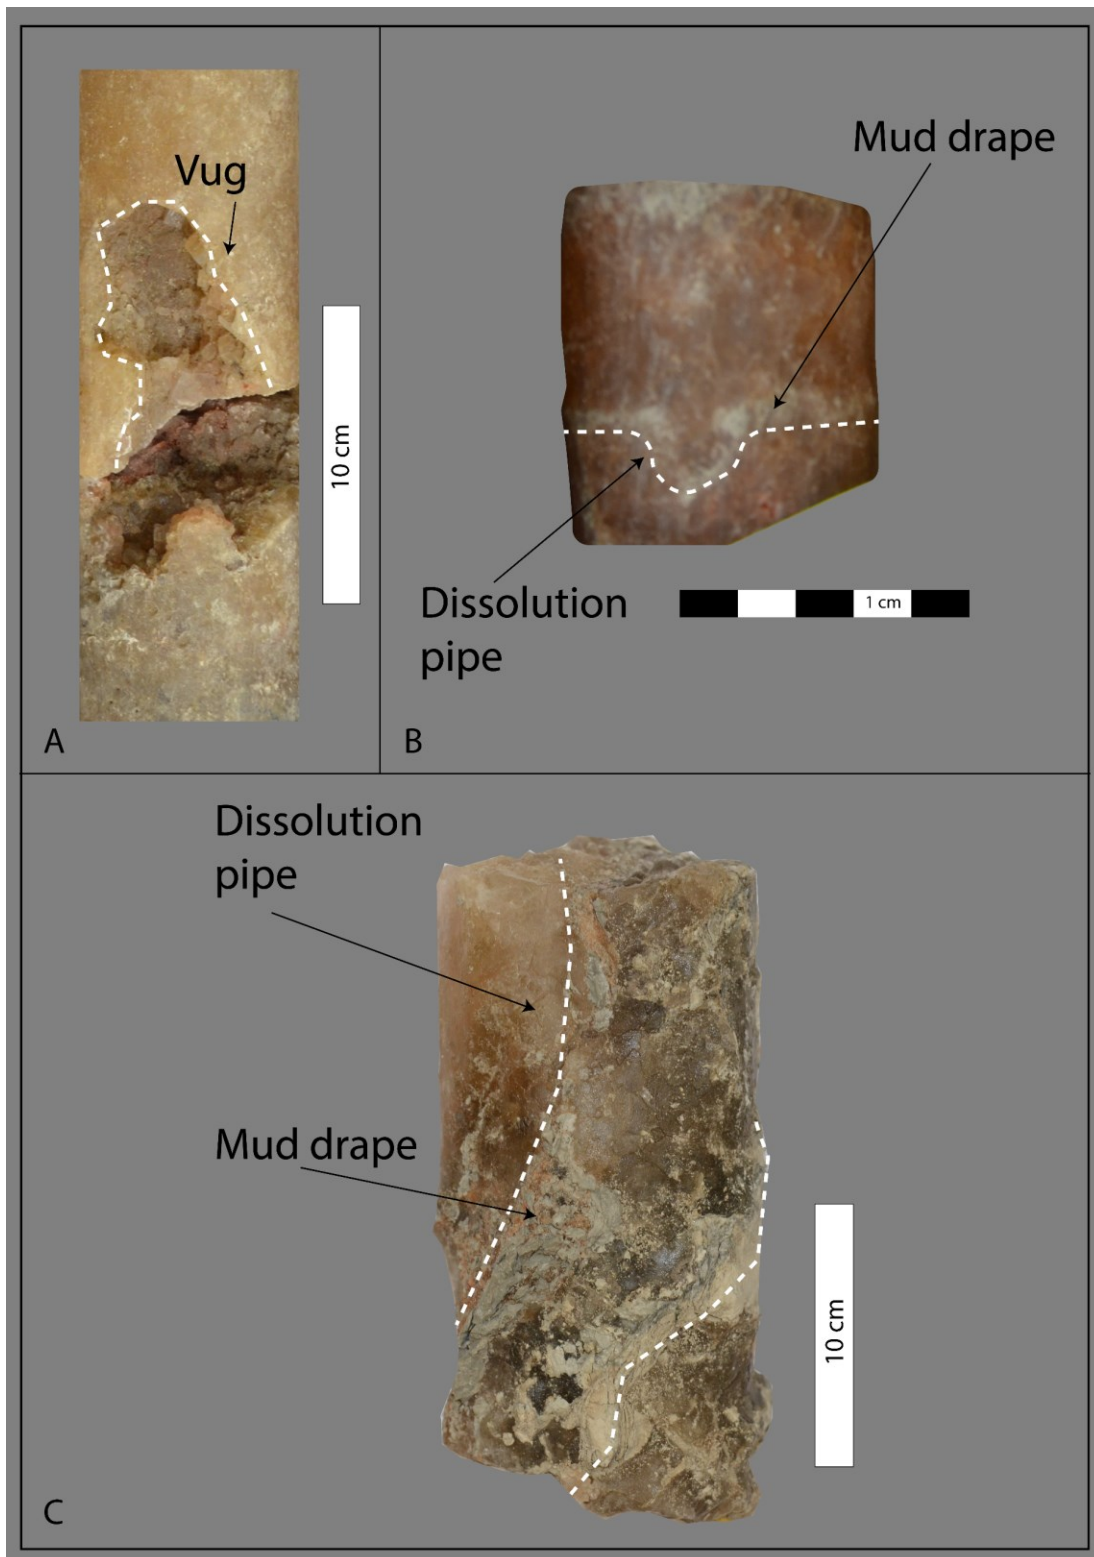 Vug
10 cm
A
Mud drape
Dissolution
pipe
1 cm
B
Dissolution
pipe
Mud drape
10 cm
C